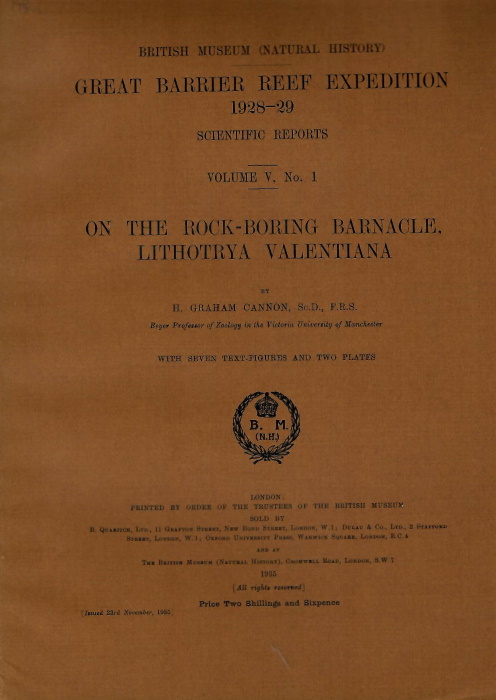 BRITISH MUSEUM (NATURAL HISTORY)
GREAT BARRIER REEF EXPEDITION
1928-29
SCIENTIFIC REPORTS
VOLUME V, No. 1
ON THE ROCK-BORING BARNACLE,
LITHOTRYA VALENTIANA
BY
H. GRAHAM CANNON, Sc.D., F.R.S.
Beyer Professor of Zoology in the Victoria University of Manchester
WITH SEVEN TEXT-FIGURES AND TWO PLATES
B. M.
(N.H.)
LONDON:
PRINTED BY ORDER OF THE TRUSTEES OF THE BRITISH MUSEUM
SOLD BY
B. Quaritch, Ltd., 11 Grafton Street, New Bond Street, London, W.1; Dulau & Co., Ltd., 2 Stafford
Street, London, W.1; Oxford University Press, Warwick Square, London, E.C.4
AND AT
The British Museum (Natural History), Cromwell Road, London, S.W.7
1935
[All rights reserved]
Price Two Shillings and Sixpence
[Issued 23rd November, 1935]